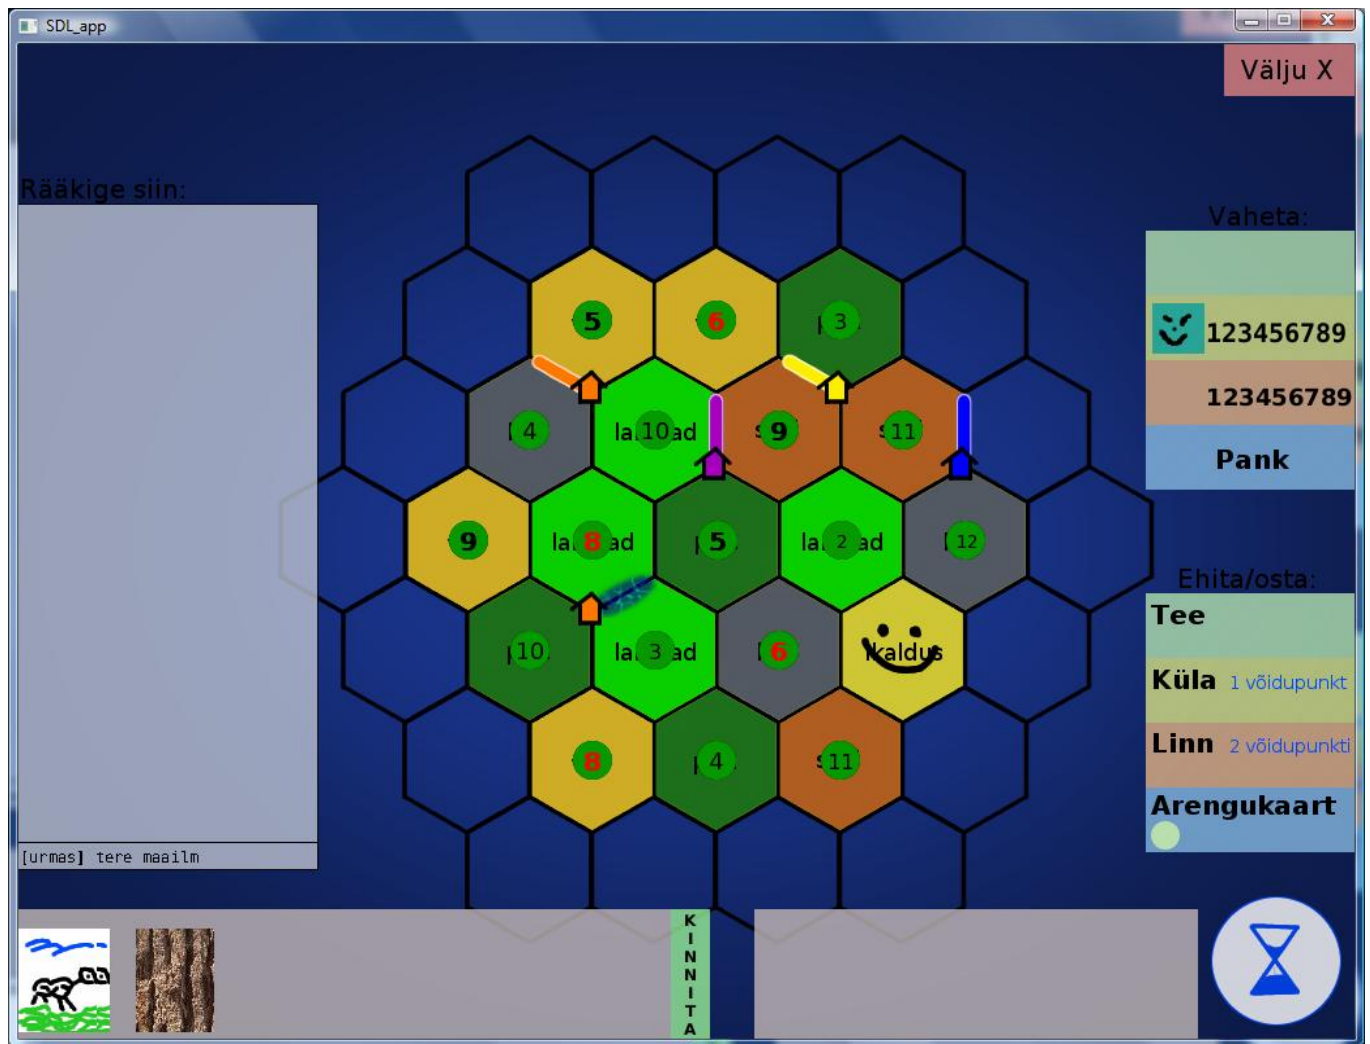 SDL_app
Välju X
Rääkige siin:
Vaheta:
123456789
123456789
Pank
5
6
3
4
10
9
11
9
8
5
2
12
10
3
6
Ikaldus
8
4
11
Ehita/osta:
Tee
Küla 1 võidupunkt
Linn 2 võidupunkti
Arengukaart
[urmas] tere maailm
KINNITA